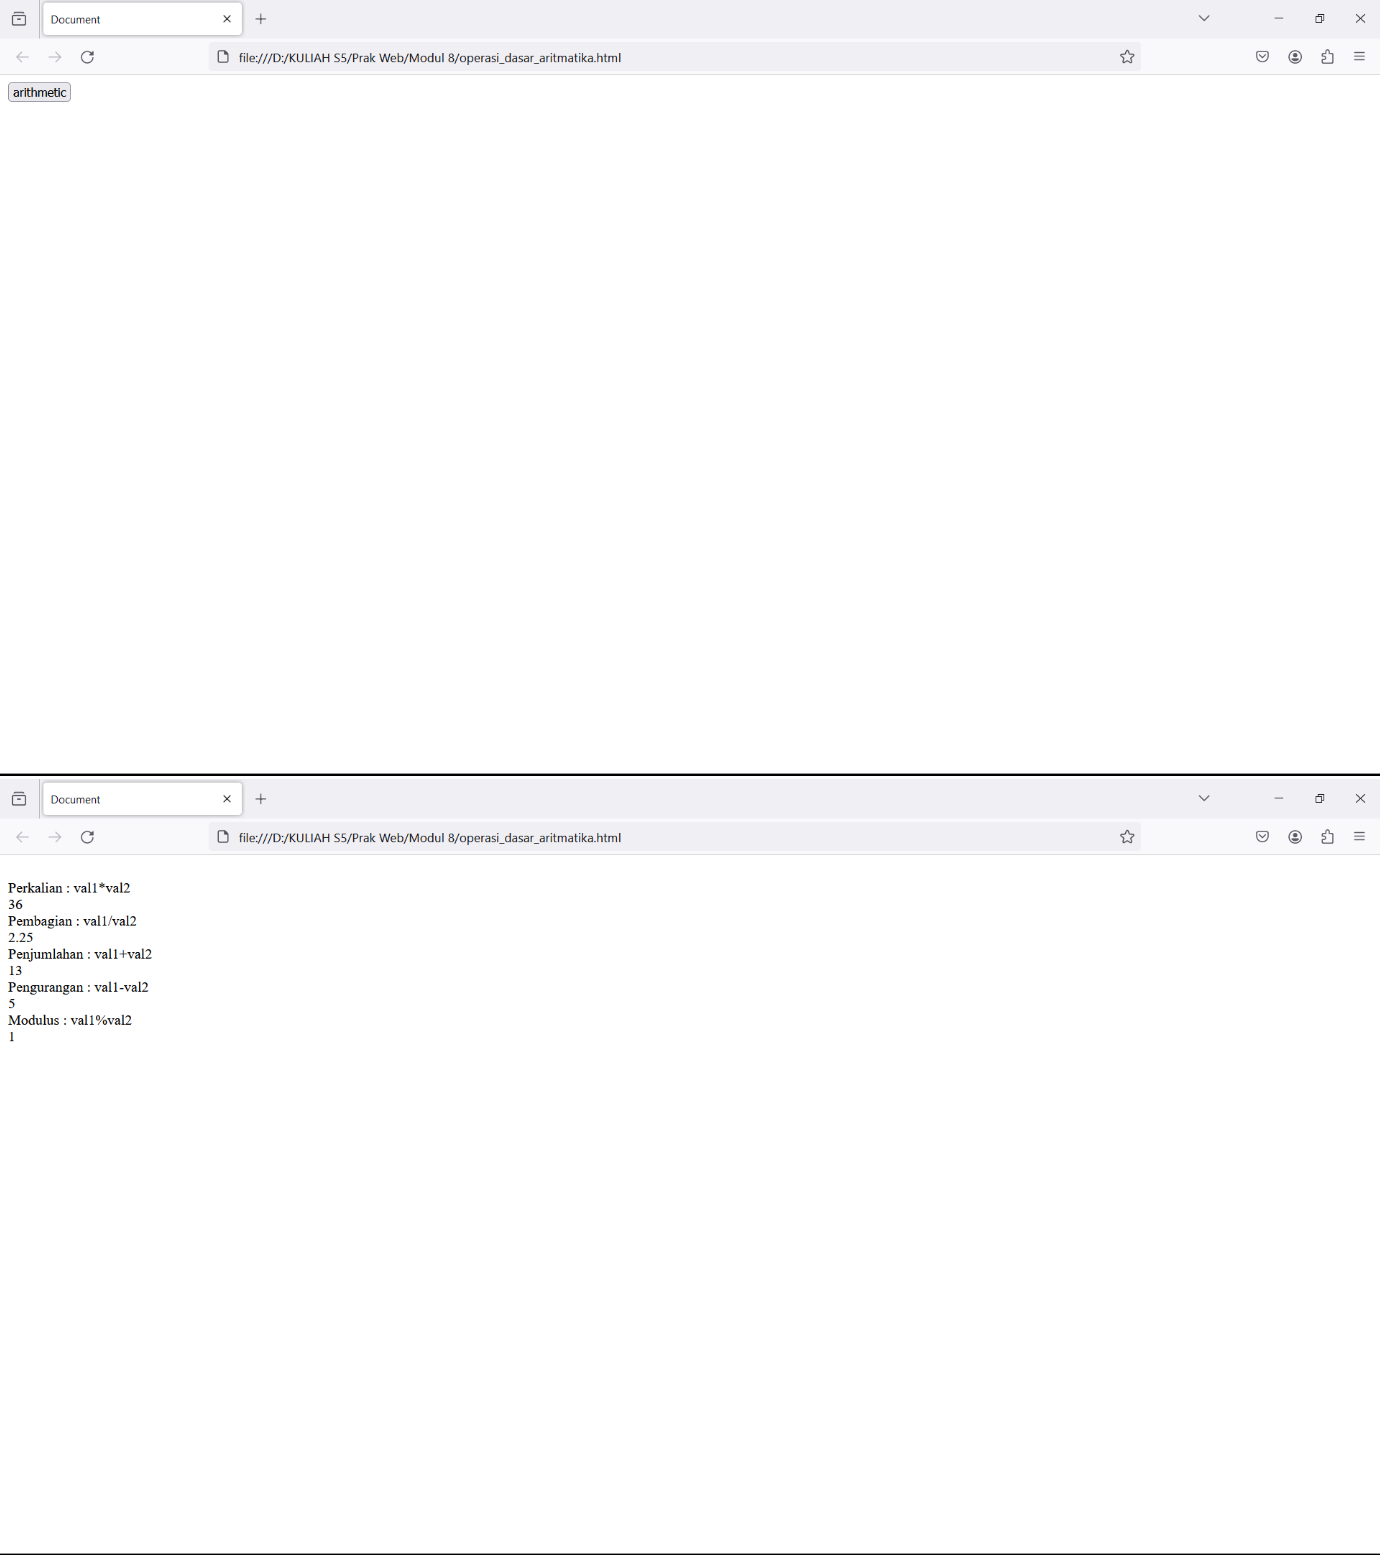 Document
file:///D:/KULIAH S5/Prak Web/Modul 8/operasi_dasar_aritmatika.html
arithmetic
Document
file:///D:/KULIAH S5/Prak Web/Modul 8/operasi_dasar_aritmatika.html
Perkalian : val1*val2
36
Pembagian : val1/val2
2.25
Penjumlahan : val1+val2
13
Pengurangan : val1-val2
5
Modulus : val1%val2
1